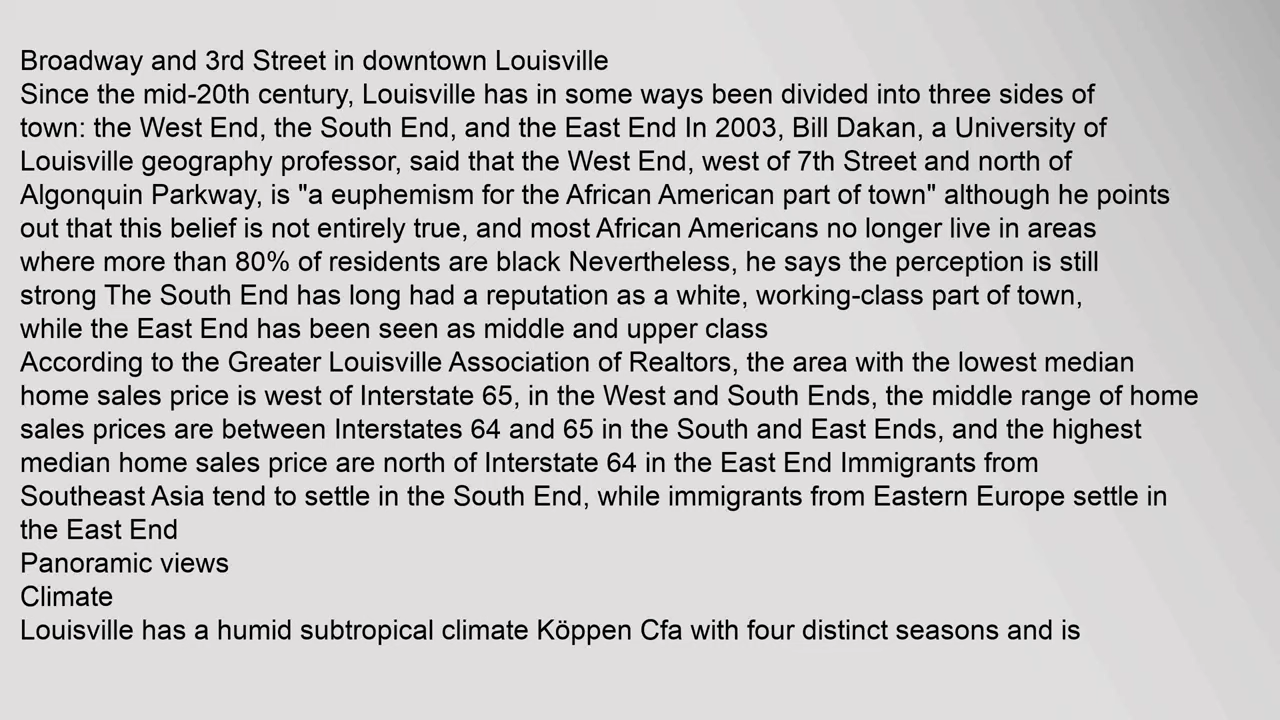 Broadway and 3rd Street in downtown Louisville
Since the mid-20th century, Louisville has in some ways been divided into three sides of
town: the West End, the South End, and the East End In 2003, Bill Dakan, a University of
Louisville geography professor, said that the West End, west of 7th Street and north of
Algonquin Parkway, is "a euphemism for the African American part of town" although he points
out that this belief is not entirely true, and most African Americans no longer live in areas
where more than 80% of residents are black Nevertheless, he says the perception is still
strong The South End has long had a reputation as a white, working-class part of town,
while the East End has been seen as middle and upper class
According to the Greater Louisville Association of Realtors, the area with the lowest median
home sales price is west of Interstate 65, in the West and South Ends, the middle range of home
sales prices are between Interstates 64 and 65 in the South and East Ends, and the highest
median home sales price are north of Interstate 64 in the East End Immigrants from
Southeast Asia tend to settle in the South End, while immigrants from Eastern Europe settle in
the East End
Panoramic views
Climate
Louisville has a humid subtropical climate Köppen Cfa with four distinct seasons and is